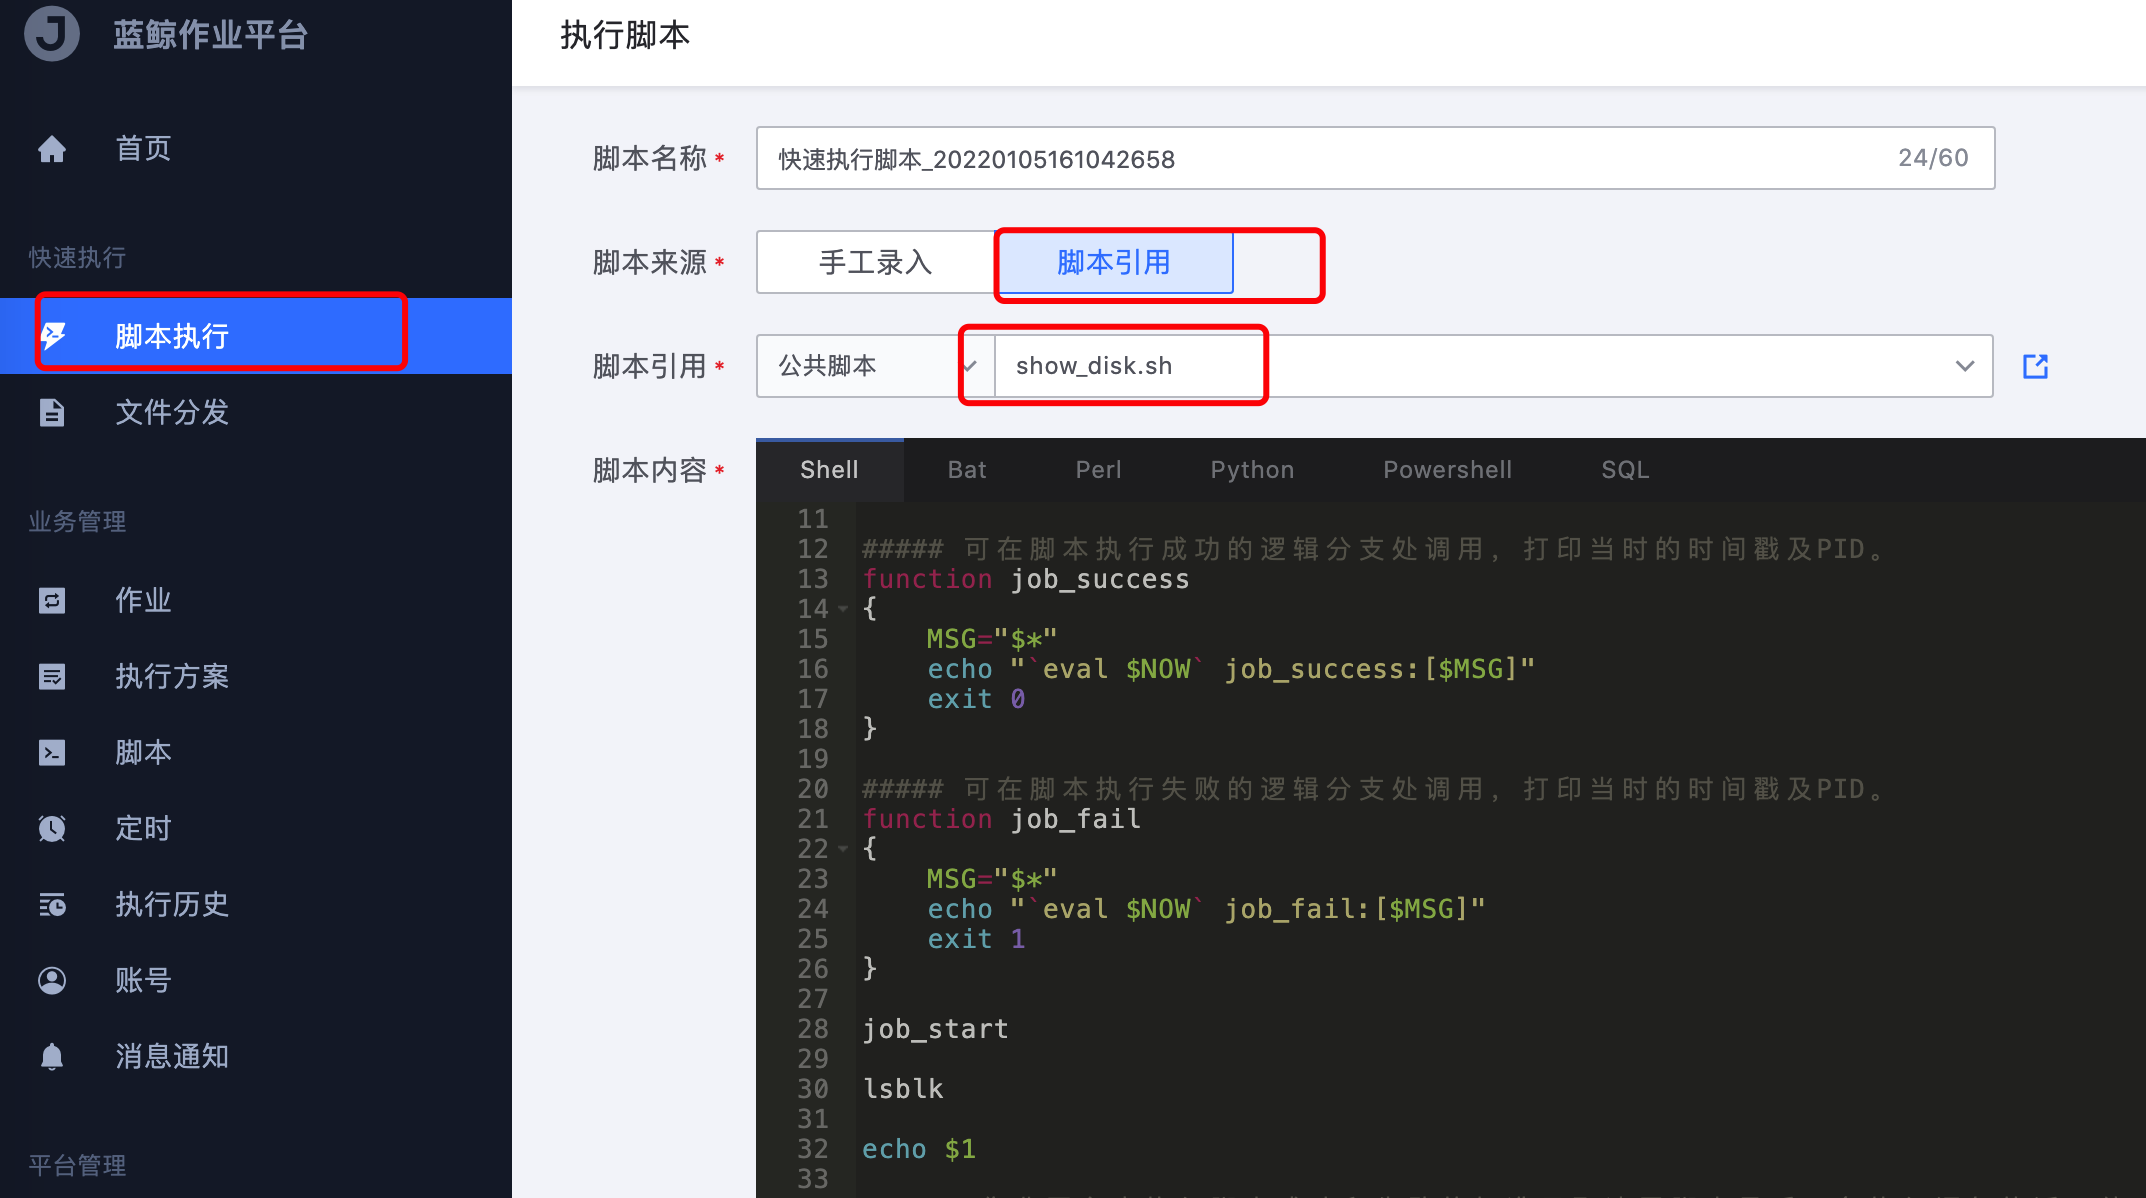 蓝鲸作业平台
首页
快速执行
脚本执行
文件分发
业务管理
作业
执行方案
脚本
定时
执行历史
账号
消息通知
平台管理
执行脚本
脚本名称*
快速执行脚本_20220105161042658
24/60
脚本来源*
手工录入
脚本引用
脚本引用*
公共脚本
show_disk.sh
脚本内容*
Shell Bat Perl Python Powershell SQL
11
12 ##### 可在脚本执行成功的逻辑分支处调用，打印当时的时间戳及PID。
13 function job_success
14 {
15     MSG="$*"
16     echo "`eval $NOW` job_success:[$MSG]"
17     exit 0
18 }
19
20 ##### 可在脚本执行失败的逻辑分支处调用，打印当时的时间戳及PID。
21 function job_fail
22 {
23     MSG="$*"
24     echo "`eval $NOW` job_fail:[$MSG]"
25     exit 1
26 }
27
28 job_start
29
30 lsblk
31
32 echo $1
33